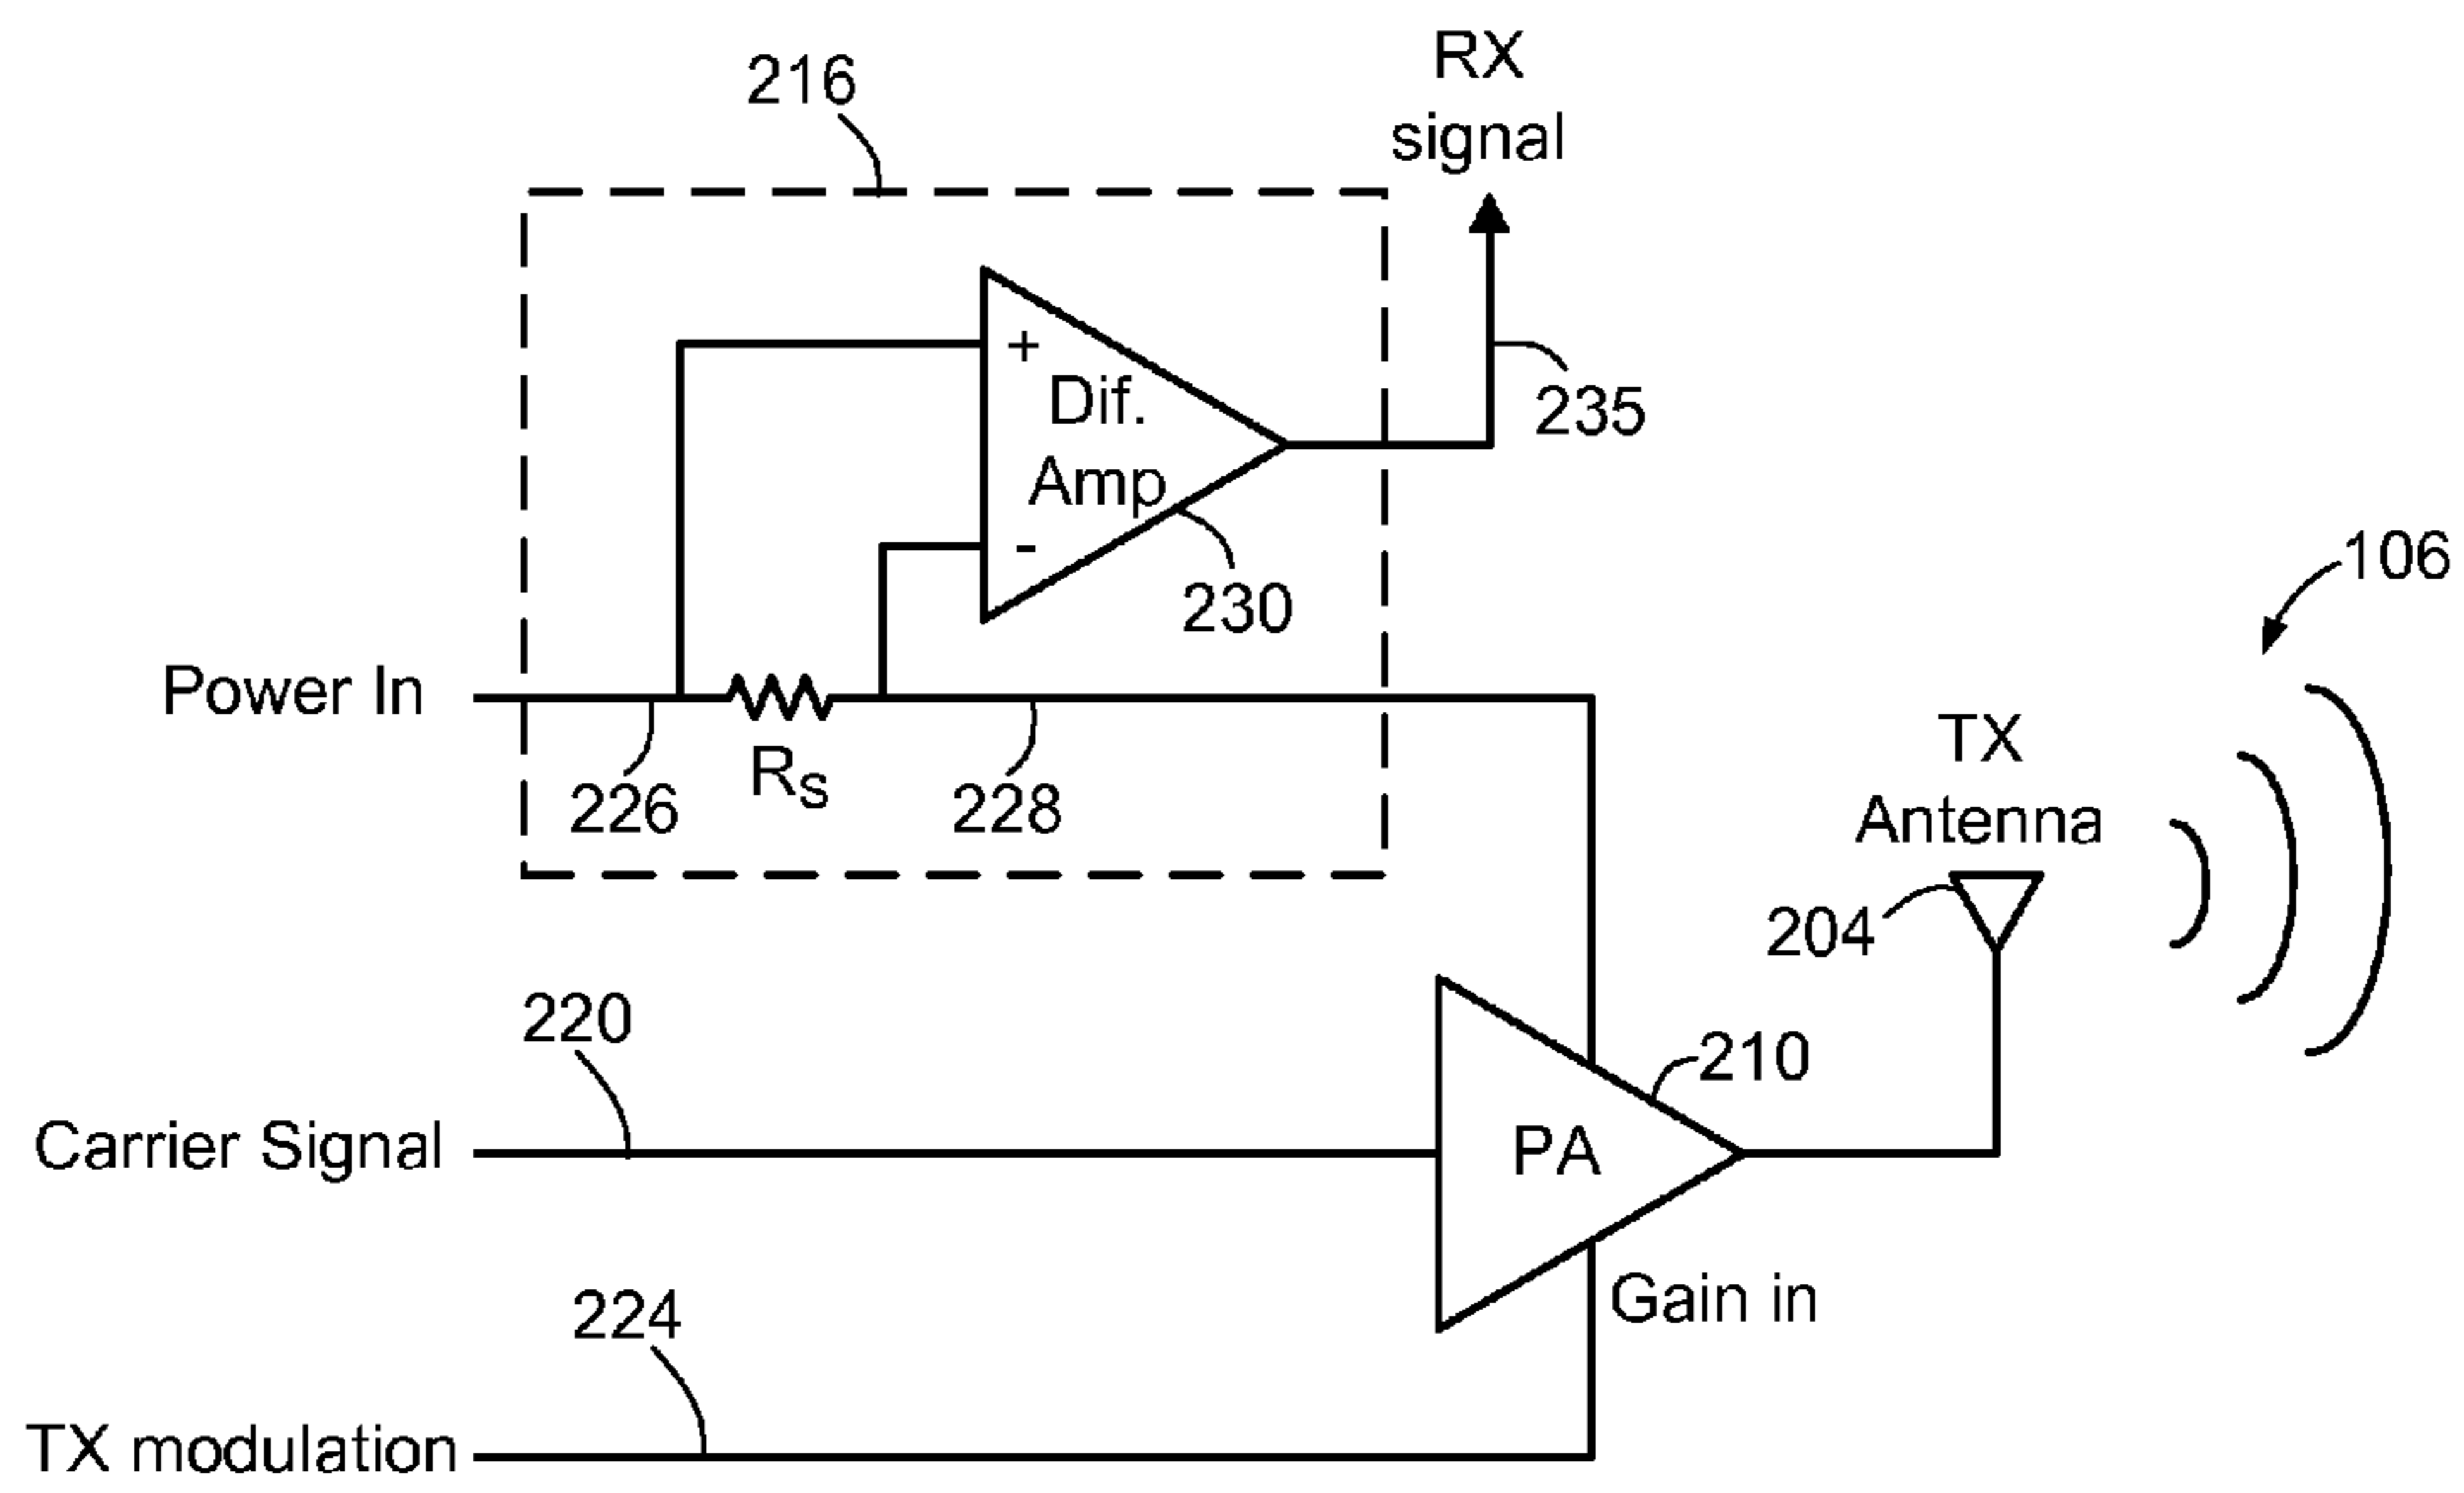 RX
signal
216
+
Dif.
Amp
-
235
230
106
Power In
226
Rs
228
TX
Antenna
204
220
210
Carrier Signal
PA
224
Gain in
TX modulation